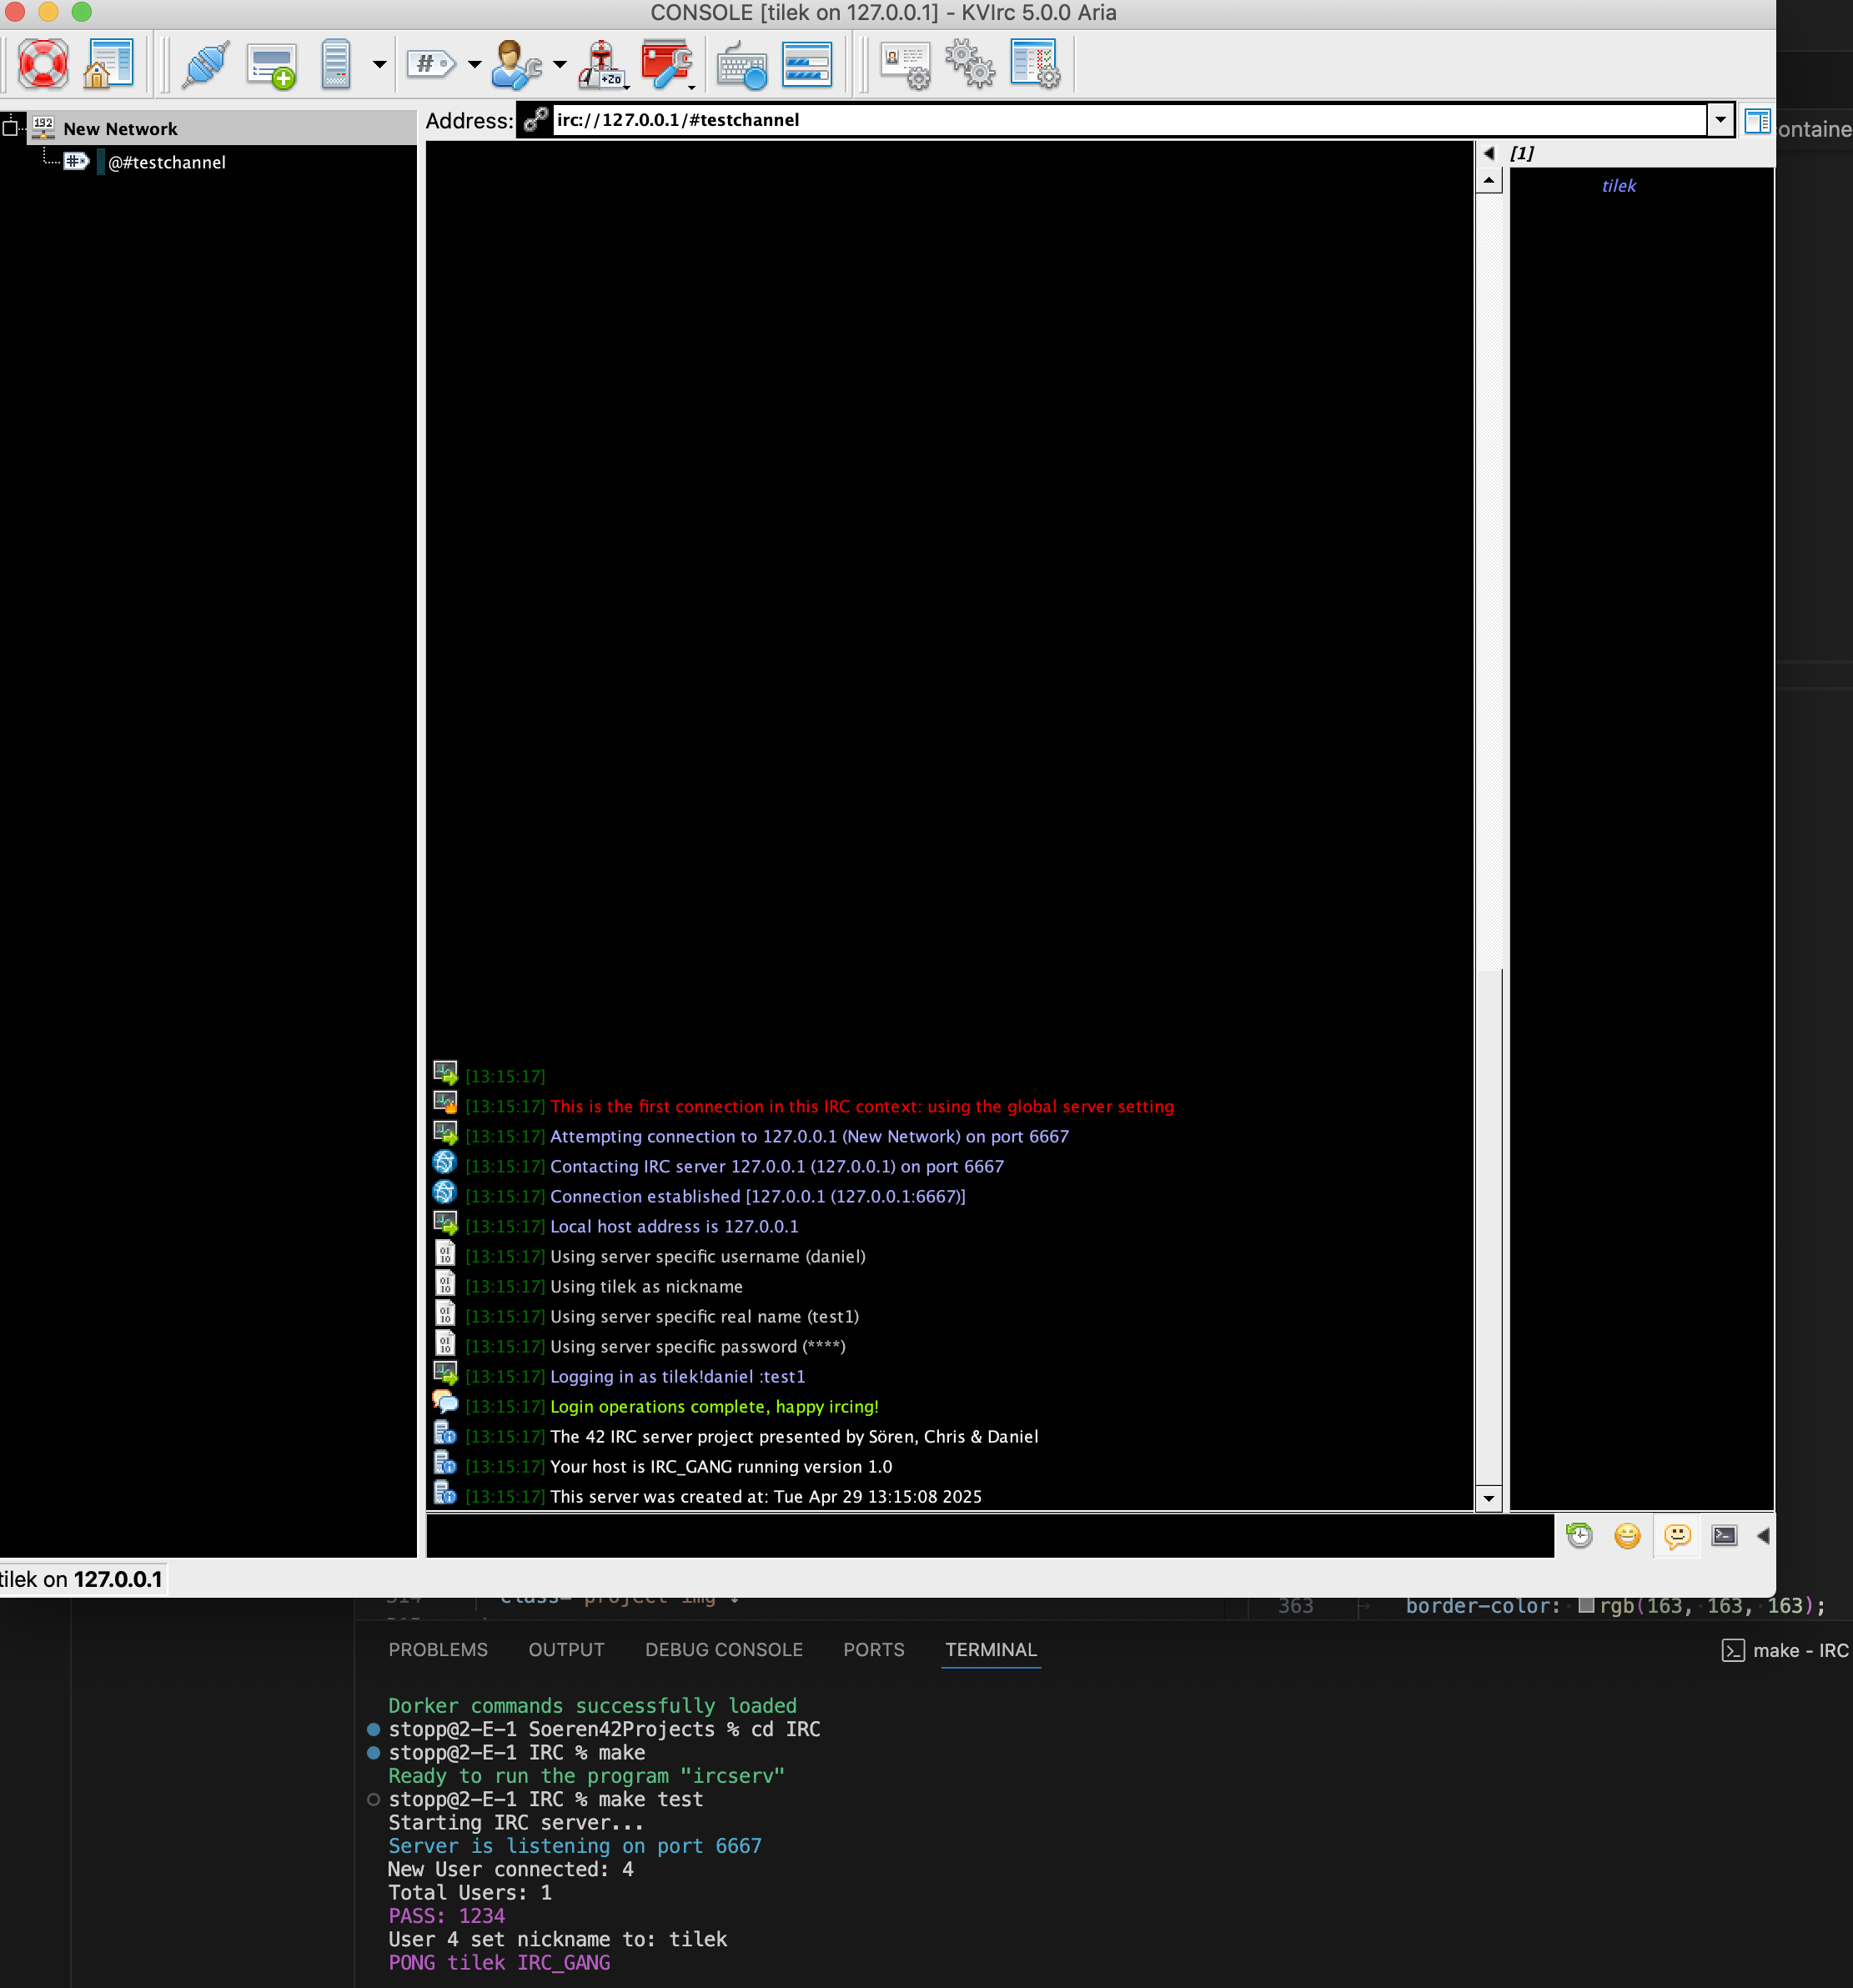 CONSOLE [tilek on 127.0.0.1] - KVIrc 5.0.0 Aria
#
+20
192 New Network
Address: irc://127.0.0.1/#testchannel
ontaine
@#testchannel
[1]
tilek
[13:15:17]
[13:15:17] This is the first connection in this IRC context: using the global server setting
[13:15:17] Attempting connection to 127.0.0.1 (New Network) on port 6667
[13:15:17] Contacting IRC server 127.0.0.1 (127.0.0.1) on port 6667
[13:15:17] Connection established [127.0.0.1 (127.0.0.1:6667)]
[13:15:17] Local host address is 127.0.0.1
[13:15:17] Using server specific username (daniel)
[13:15:17] Using tilek as nickname
[13:15:17] Using server specific real name (test1)
[13:15:17] Using server specific password (****)
[13:15:17] Logging in as tilek!daniel :test1
[13:15:17] Login operations complete, happy ircing!
[13:15:17] The 42 IRC server project presented by Sören, Chris & Daniel
[13:15:17] Your host is IRC_GANG running version 1.0
[13:15:17] This server was created at: Tue Apr 29 13:15:08 2025
tilek on 127.0.0.1
363 border-color: rgb(163, 163, 163);
PROBLEMS OUTPUT DEBUG CONSOLE PORTS TERMINAL make - IRC
Dorker commands successfully loaded
stopp@2-E-1 Soeren42Projects % cd IRC
stopp@2-E-1 IRC % make
Ready to run the program "ircserv"
stopp@2-E-1 IRC % make test
Starting IRC server...
Server is listening on port 6667
New User connected: 4
Total Users: 1
PASS: 1234
User 4 set nickname to: tilek
PONG tilek IRC_GANG